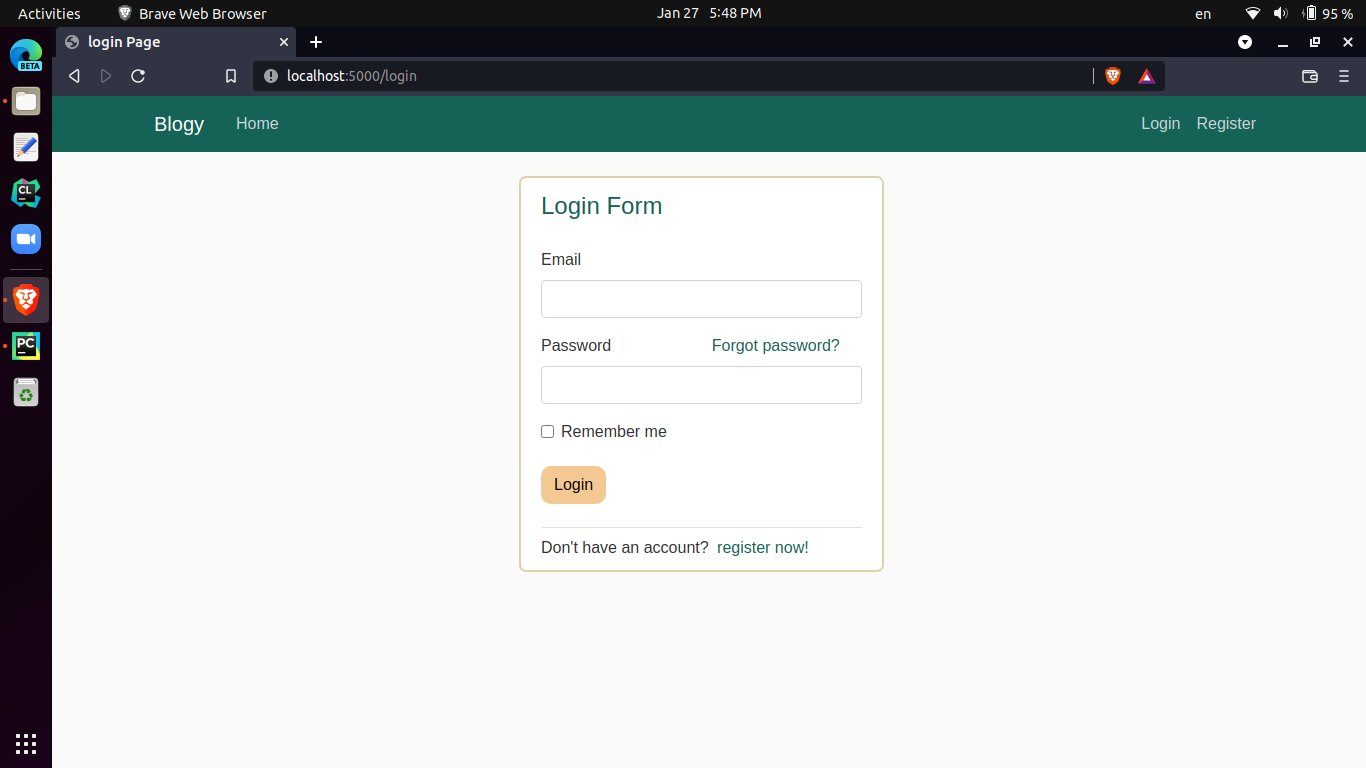 Activities Brave Web Browser Jan 27 5:48 PM en 95 %
login Page
localhost:5000/login
BETA
Blogy Home Login Register
CL
PC
Login Form
Email
Password Forgot password?
Remember me
Login
Don't have an account? register now!